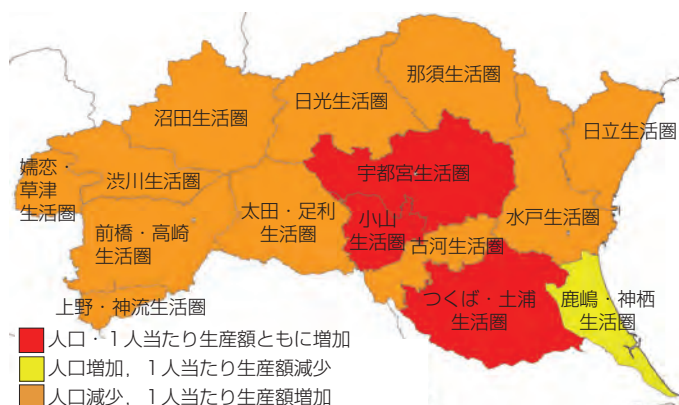 那須生活圏
日光生活圏
沼田生活圏
日立生活圏
嬬恋・
草津
生活圏
渋川生活圏
宇都宮生活圏
太田・足利
生活圏
小山
生活圏
水戸生活圏
前橋・高崎
生活圏
古河生活圏
上野・神流生活圏
つくば・土浦
生活圏
鹿嶋・神栖
生活圏
人口・1人当たり生産額ともに増加
人口増加，1人当たり生産額減少
人口減少，1人当たり生産額増加